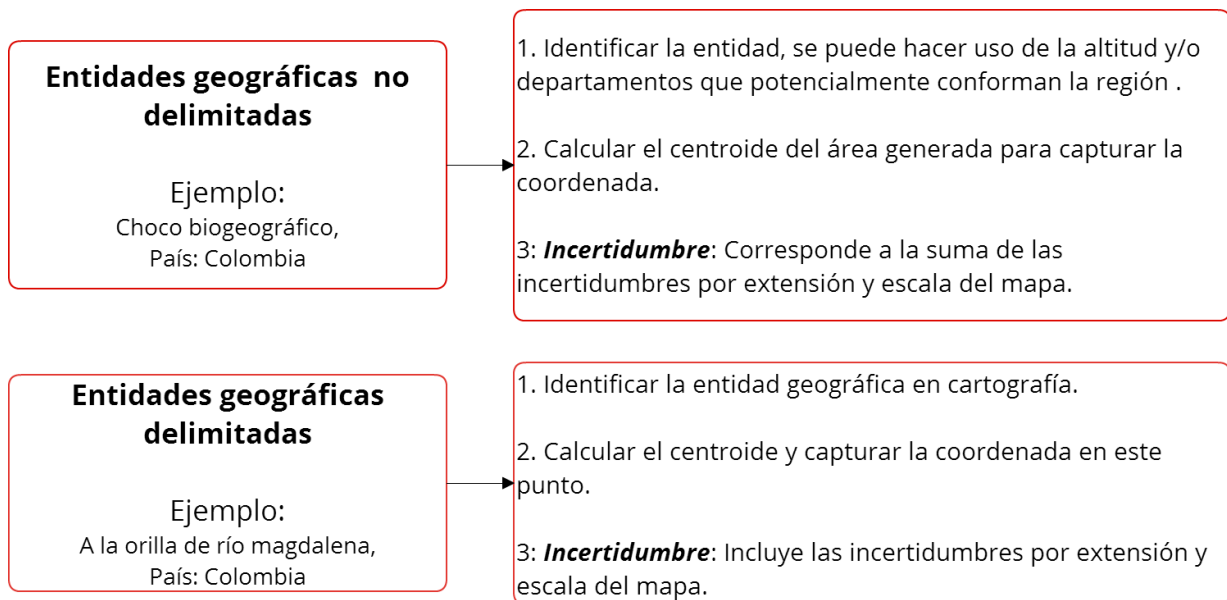 Entidades geográficas no
delimitadas
Ejemplo:
Choco biogeográfico,
País: Colombia
1. Identificar la entidad, se puede hacer uso de la altitud y/o
departamentos que potencialmente conforman la región .
2. Calcular el centroide del área generada para capturar la
coordenada.
3: Incertidumbre: Corresponde a la suma de las
incertidumbres por extensión y escala del mapa.
Entidades geográficas
delimitadas
Ejemplo:
A la orilla de río magdalena,
País: Colombia
1. Identificar la entidad geográfica en cartografía.
2. Calcular el centroide y capturar la coordenada en este
punto.
3: Incertidumbre: Incluye las incertidumbres por extensión y
escala del mapa.